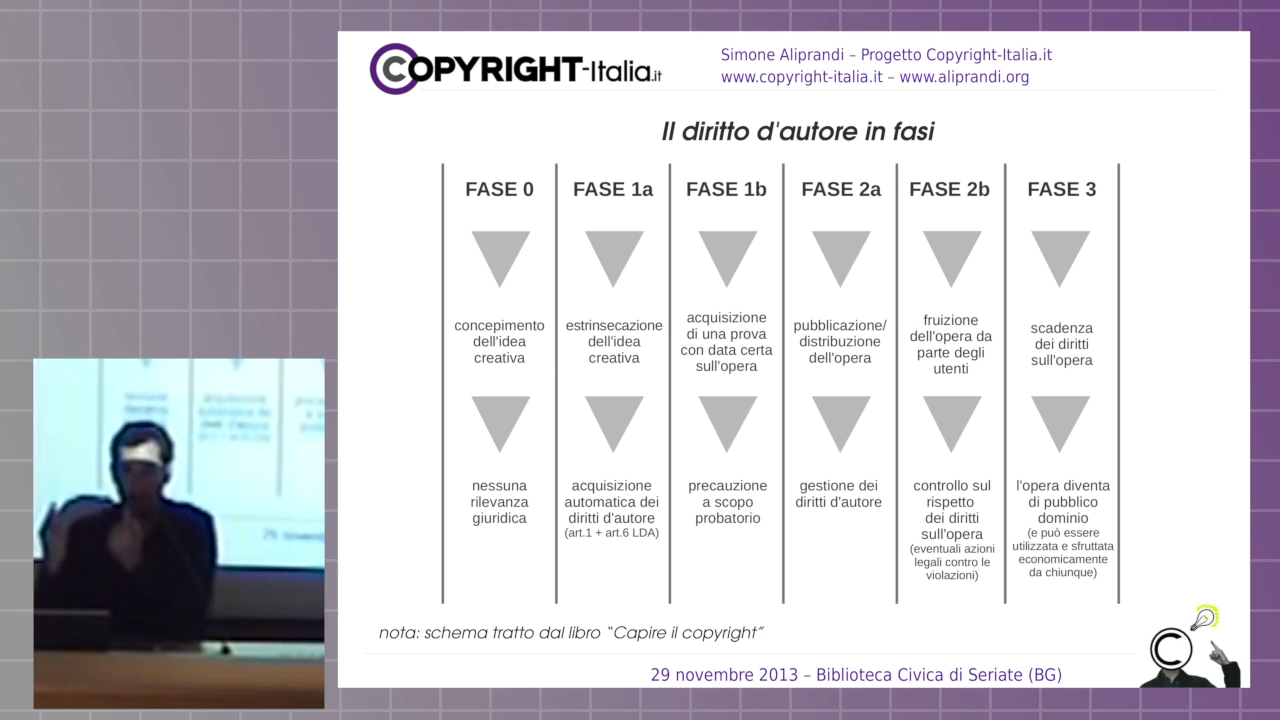 COPYRIGHT-Italia.it
Simone Aliprandi – Progetto Copyright-Italia.it
www.copyright-italia.it – www.aliprandi.org
Il diritto d'autore in fasi
FASE 0
concepimento
dell'idea
creativa
nessuna
rilevanza
giuridica
FASE 1a
estrinsecazione
dell'idea
creativa
acquisizione
automatica dei
diritti d'autore
(art.1 + art.6 LDA)
FASE 1b
acquisizione
di una prova
con data certa
sull'opera
precauzione
a scopo
probatorio
FASE 2a
pubblicazione/
distribuzione
dell'opera
gestione dei
diritti d'autore
FASE 2b
fruizione
dell'opera da
parte degli
utenti
controllo sul
rispetto
dei diritti
sull'opera
(eventuali azioni
legali contro le
violazioni)
FASE 3
scadenza
dei diritti
sull'opera
l'opera diventa
di pubblico
dominio
(e può essere
utilizzata e sfruttata
economicamente
da chiunque)
nota: schema tratto dal libro “Capire il copyright”
29 novembre 2013 – Biblioteca Civica di Seriate (BG)
C